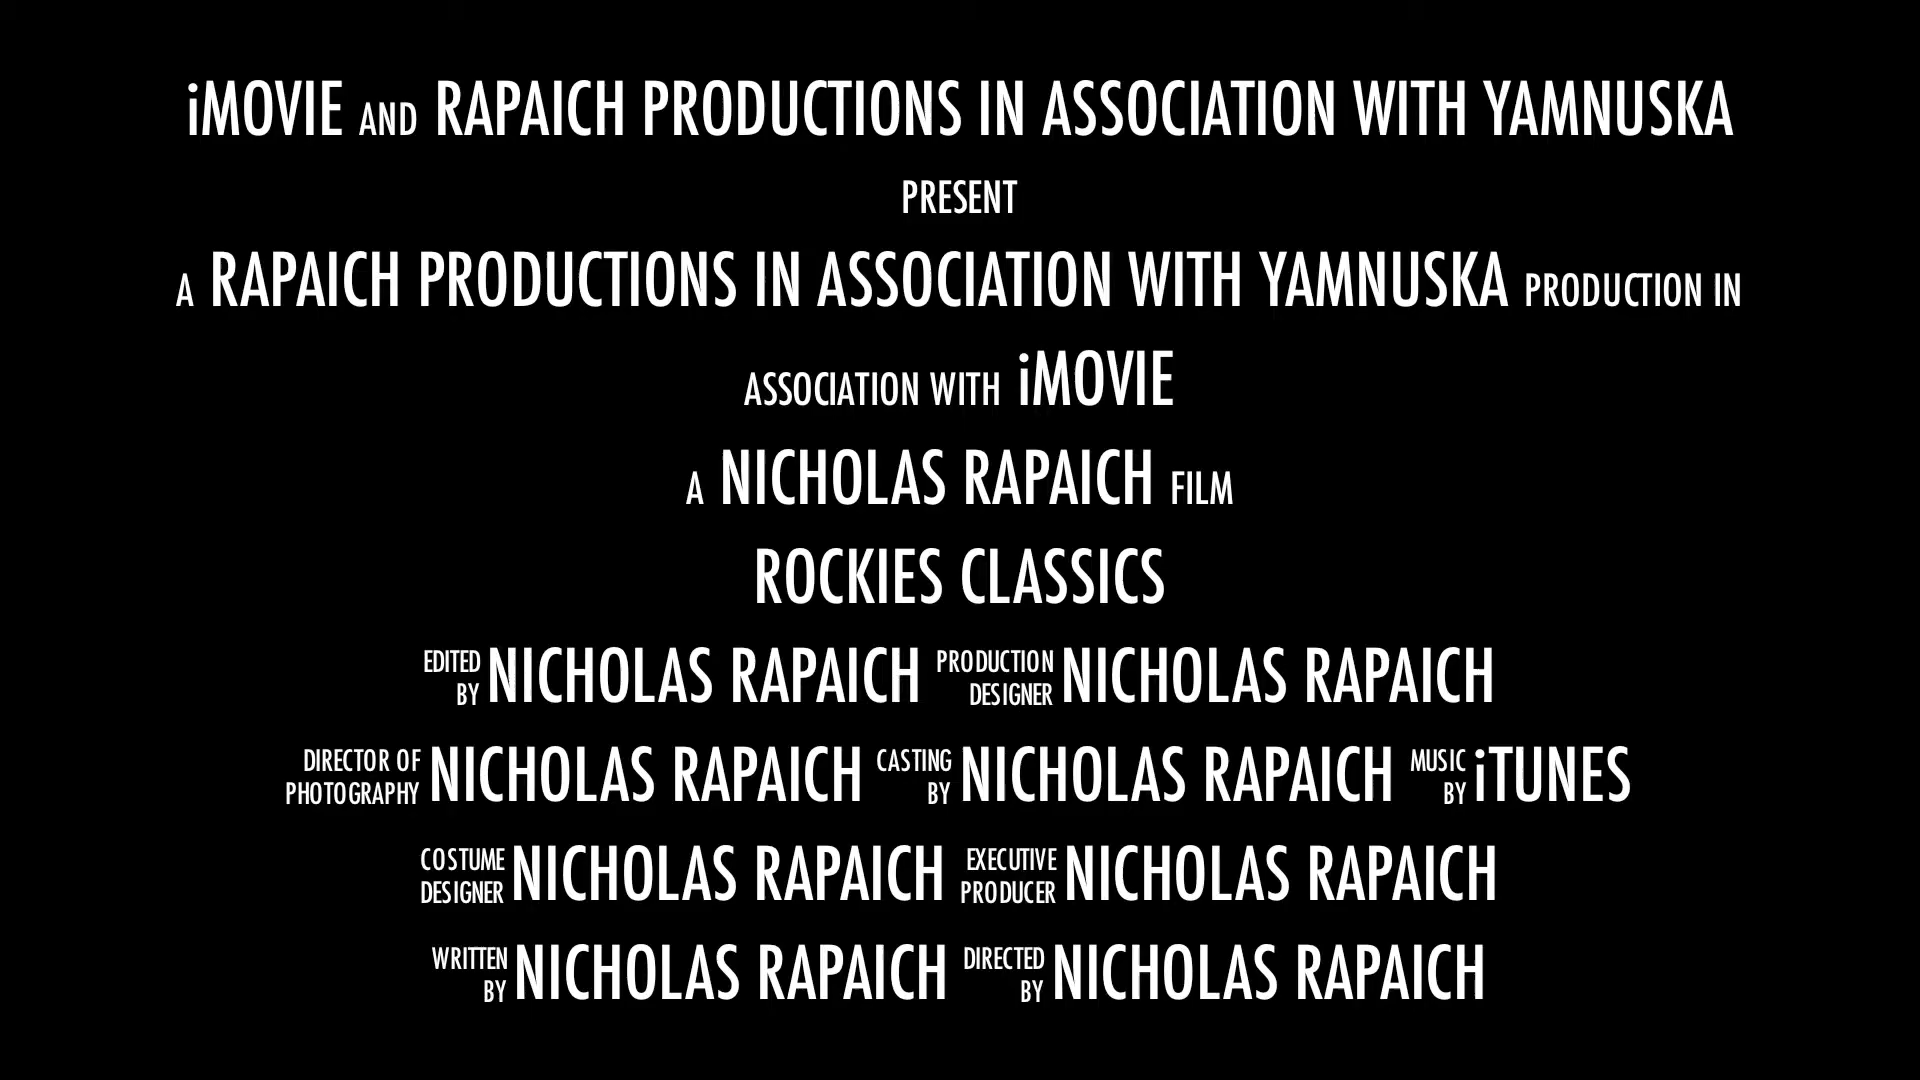 iMOVIE AND RAPAICH PRODUCTIONS IN ASSOCIATION WITH YAMNUSKA
PRESENT
A RAPAICH PRODUCTIONS IN ASSOCIATION WITH YAMNUSKA PRODUCTION IN
ASSOCIATION WITH iMOVIE
A NICHOLAS RAPAICH FILM
ROCKIES CLASSICS
EDITED BY NICHOLAS RAPAICH PRODUCTION DESIGNER NICHOLAS RAPAICH
DIRECTOR OF PHOTOGRAPHY NICHOLAS RAPAICH CASTING BY NICHOLAS RAPAICH MUSIC BY iTUNES
COSTUME DESIGNER NICHOLAS RAPAICH EXECUTIVE PRODUCER NICHOLAS RAPAICH
WRITTEN BY NICHOLAS RAPAICH DIRECTED BY NICHOLAS RAPAICH